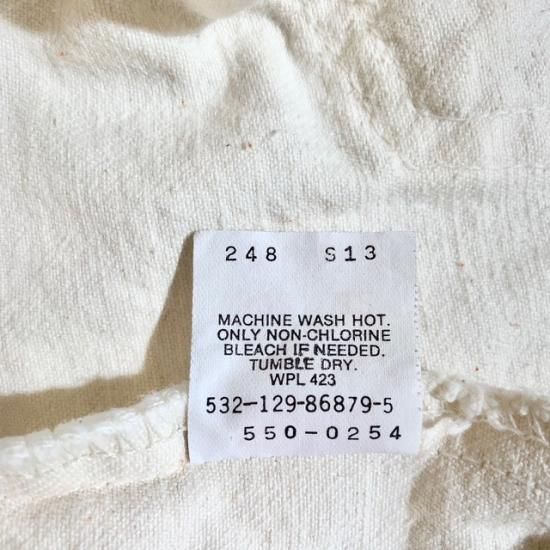 248 S13
MACHINE WASH HOT.
ONLY NON-CHLORINE
BLEACH IF NEEDED.
TUMBLE DRY.
WPL 423
532-129-86879-5
550-0254